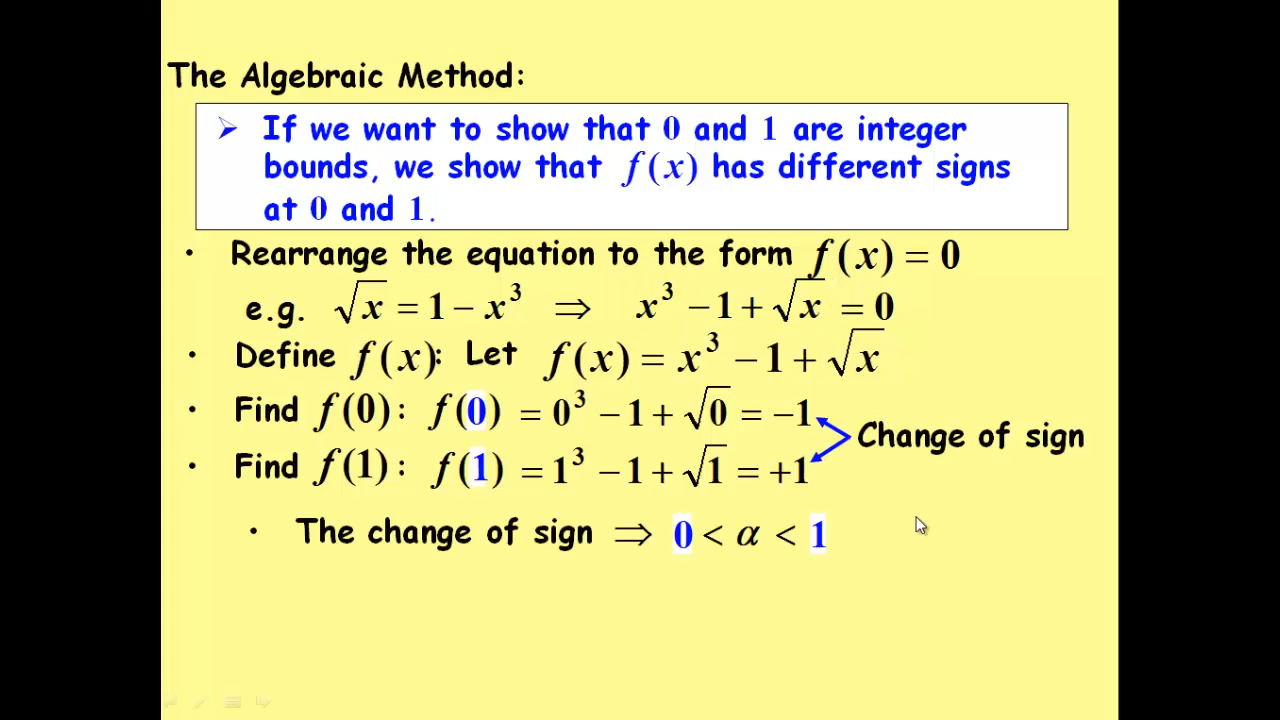 The Algebraic Method:
➢ If we want to show that 0 and 1 are integer
bounds, we show that f(x) has different signs
at 0 and 1.
• Rearrange the equation to the form f(x) = 0
e.g. √x = 1 − x³ ⇒ x³ − 1 + √x = 0
• Define f(x): Let f(x) = x³ − 1 + √x
• Find f(0): f(0) = 0³ − 1 + √0 = −1
Change of sign
• Find f(1): f(1) = 1³ − 1 + √1 = +1
• The change of sign ⇒ 0 < α < 1